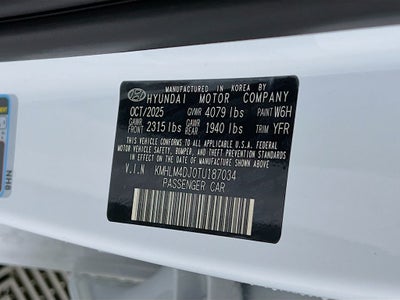 MANUFACTURED IN KOREA BY
HYUNDAI MOTOR COMPANY
OCT/2025 GVWR 4079 lbs PAINT W6H
GAWR FRONT 2315 lbs GAWR REAR 1940 lbs TRIM YFR
THIS VEHICLE CONFORMS TO ALL APPLICABLE U.S.A. FEDERAL
MOTOR VEHICLE SAFETY, BUMPER, AND THEFT PREVENTION STANDARDS
IN EFFECT ON THE DATE OF MANUFACTURE SHOWN ABOVE.
V.I.N KMHLM4DJ0TU187034
PASSENGER CAR
NH8